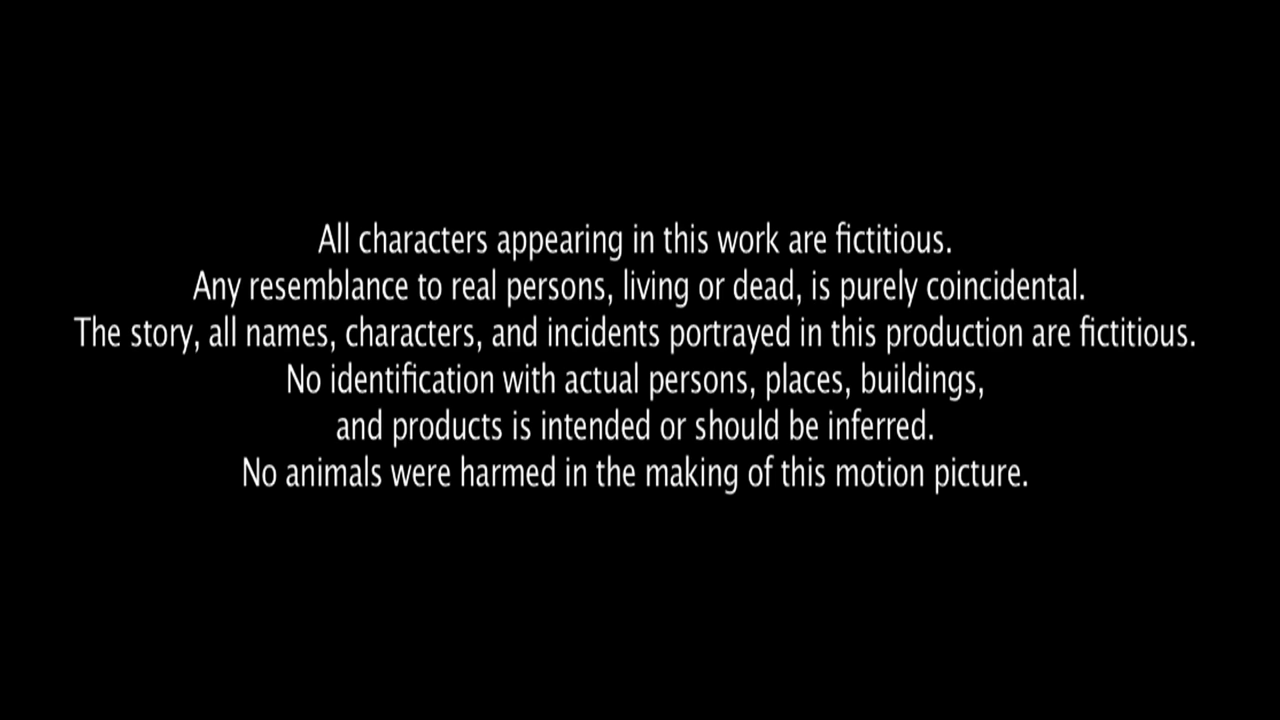 All characters appearing in this work are fictitious.
Any resemblance to real persons, living or dead, is purely coincidental.
The story, all names, characters, and incidents portrayed in this production are fictitious.
No identification with actual persons, places, buildings,
and products is intended or should be inferred.
No animals were harmed in the making of this motion picture.